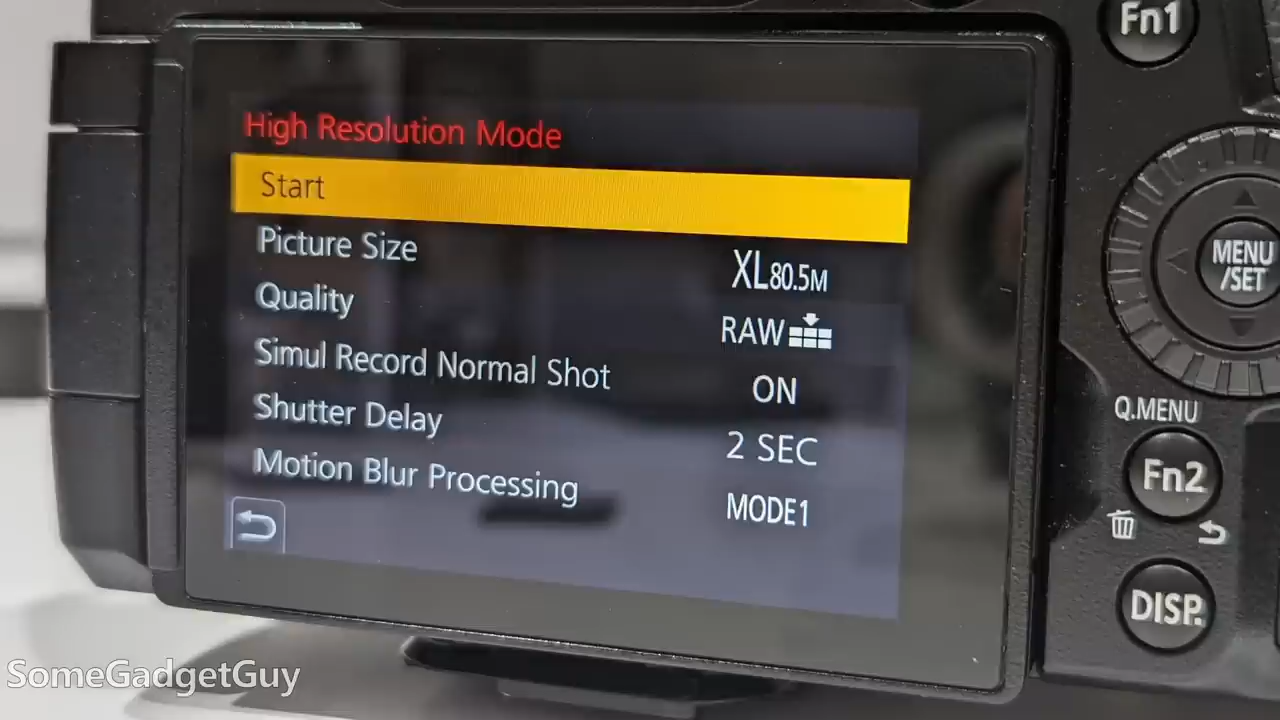 Fn1
High Resolution Mode
Start
Picture Size XL80.5M
Quality RAW
Simul Record Normal Shot ON
Shutter Delay 2 SEC
Motion Blur Processing MODE1
MENU
/SET
Q.MENU
Fn2
DISP.
SomeGadgetGuy